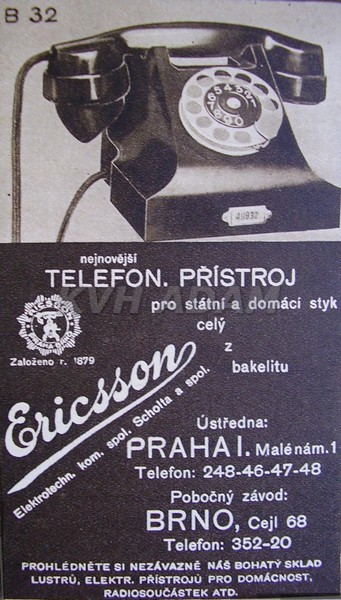 B 32
411932
nejnovější
TELEFON. PŘÍSTROJ
pro státní a domácí styk
celý
z
bakelitu
Založeno r. 1879
Ericsson
Elektrotechn. kom. spol. Scholta a spol.
Ústředna:
PRAHA I. Malé nám. 1
Telefon: 248-46-47-48
Pobočný závod:
BRNO, Cejl 68
Telefon: 352-20
PROHLÉDNĚTE SI NEZÁVAZNĚ NÁŠ BOHATÝ SKLAD
LUSTRŮ, ELEKTR. PŘÍSTROJŮ PRO DOMÁCNOST,
RADIOSOUČÁSTEK ATD.